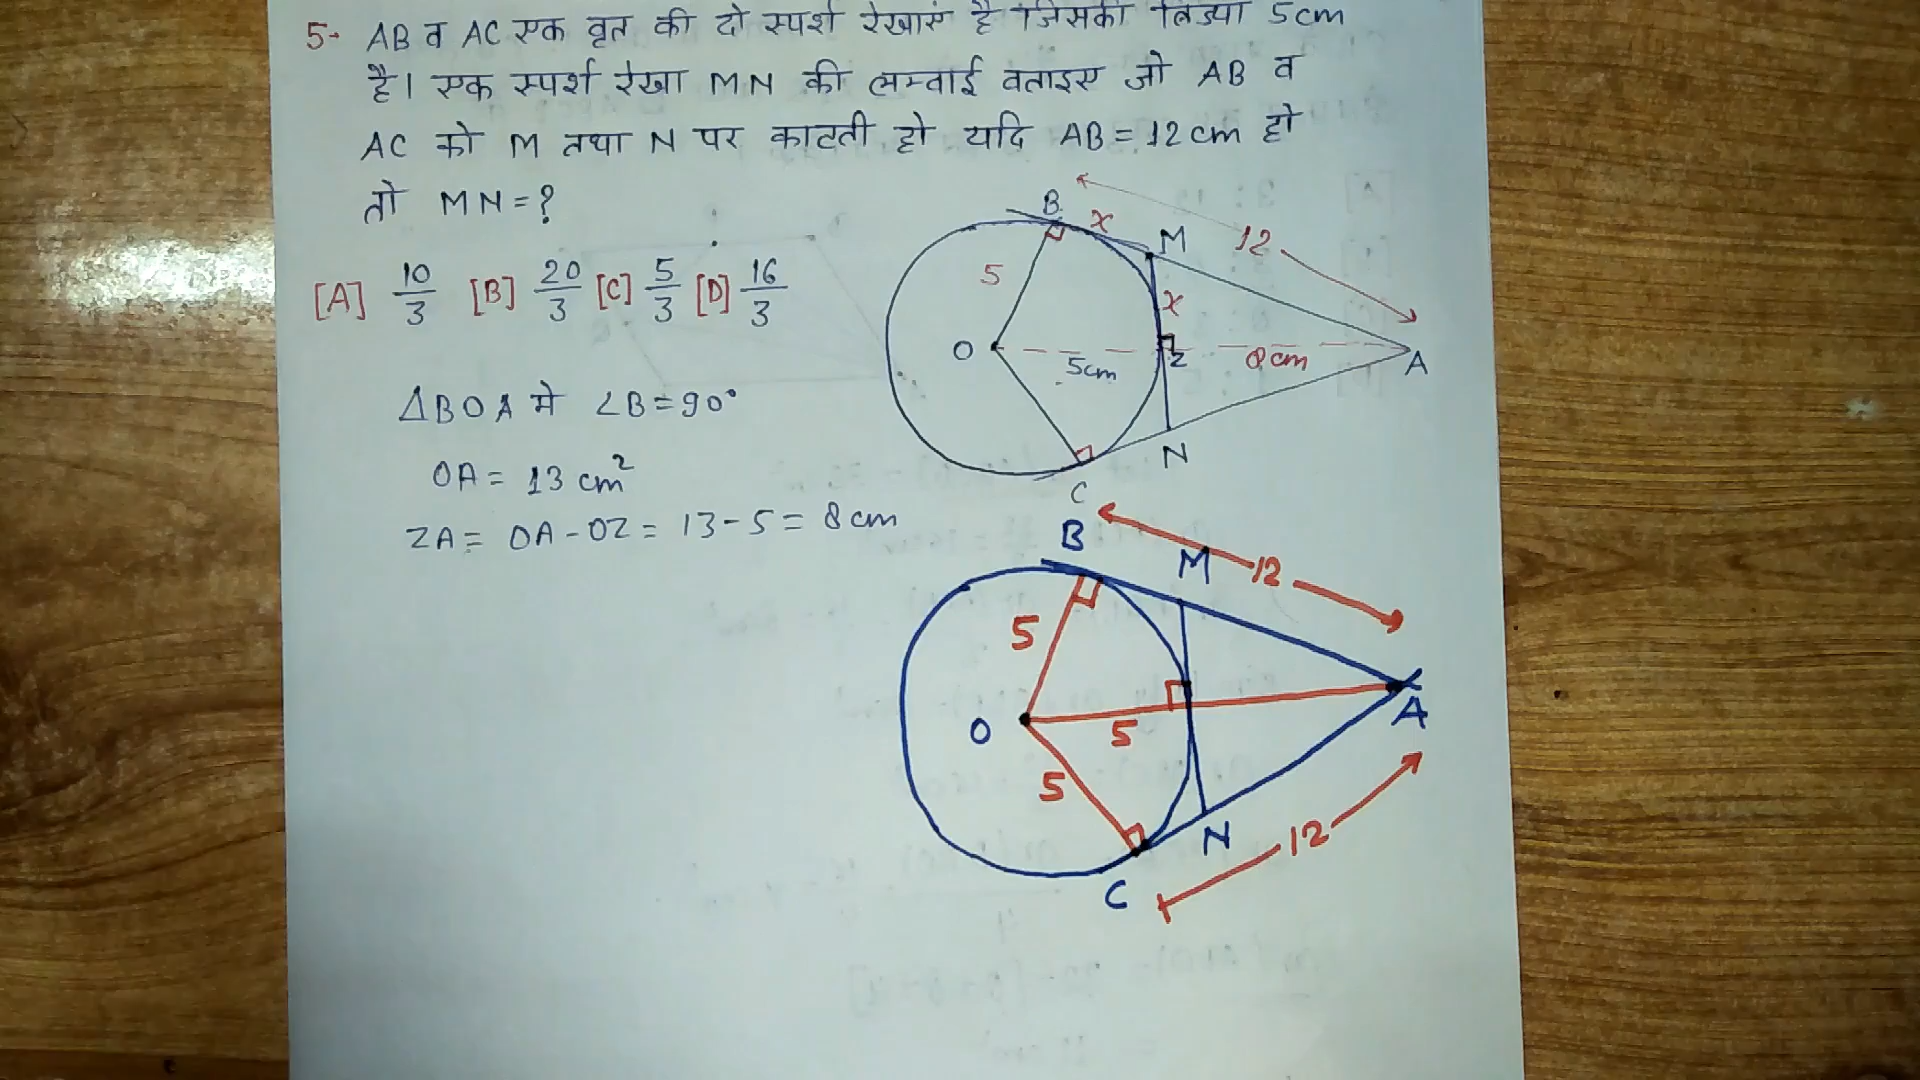 5- AB व AC एक वृत की दो स्पर्श रेखाएं है जिसकी त्रिज्या 5cm
है। एक स्पर्श रेखा MN की लम्वाई वताइए जो AB व
AC को M तथा N पर काटती हो यदि AB = 12 cm हो
तो MN = ?
[A] 10/3 [B] 20/3 [C] 5/3 [D] 16/3
B x M 12
5 x
O 5cm Z 8cm A
N
C
ΔBOA मे ∠B = 90°
OA = 13 cm²
ZA = OA - OZ = 13 - 5 = 8 cm
B M 12
5
O 5 A
5
N 12
C